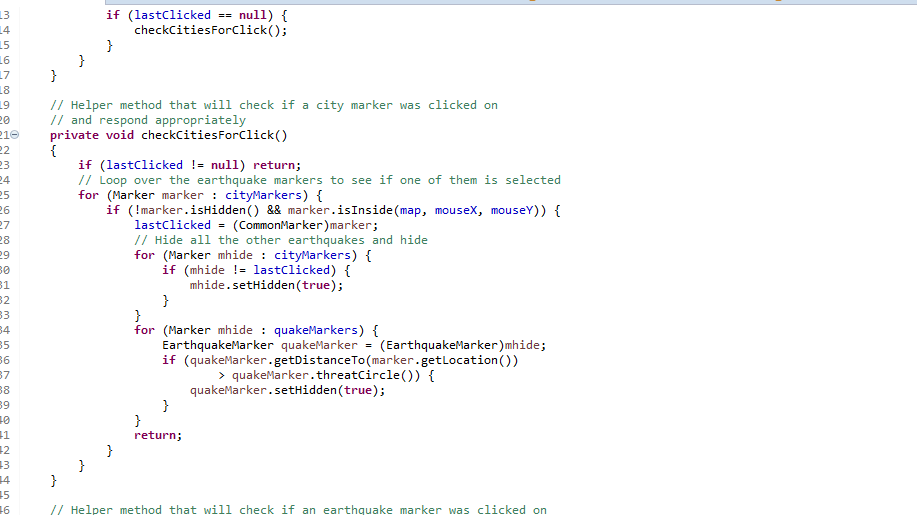 13 if (lastClicked == null) {
14 checkCitiesForClick();
15 }
16 }
17 }
18
19 // Helper method that will check if a city marker was clicked on
20 // and respond appropriately
21 private void checkCitiesForClick()
22 {
23 if (lastClicked != null) return;
24 // Loop over the earthquake markers to see if one of them is selected
25 for (Marker marker : cityMarkers) {
26 if (!marker.isHidden() && marker.isInside(map, mouseX, mouseY)) {
27 lastClicked = (CommonMarker)marker;
28 // Hide all the other earthquakes and hide
29 for (Marker mhide : cityMarkers) {
30 if (mhide != lastClicked) {
31 mhide.setHidden(true);
32 }
33 }
34 for (Marker mhide : quakeMarkers) {
35 EarthquakeMarker quakeMarker = (EarthquakeMarker)mhide;
36 if (quakeMarker.getDistanceTo(marker.getLocation())
37 > quakeMarker.threatCircle()) {
38 quakeMarker.setHidden(true);
39 }
40 }
41 return;
42 }
43 }
44 }
45
46 // Helper method that will check if an earthquake marker was clicked on